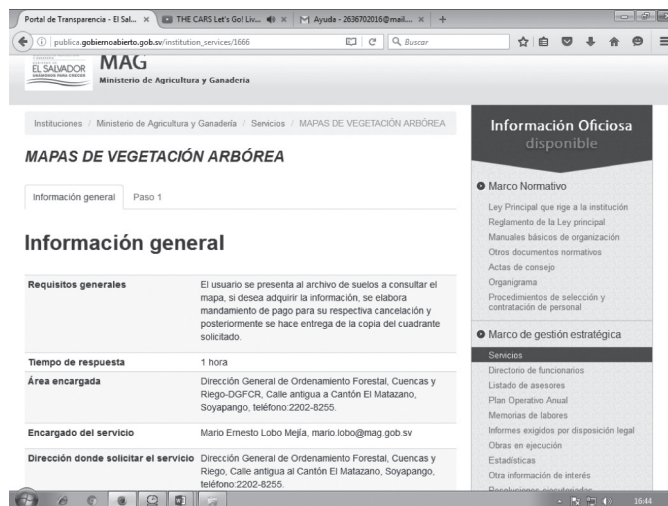 Portal de Transparencia - El Sal...
THE CARS Let's Go! Liv...
Ayuda - 2636702016@mail....
publica.gobiernoabierto.gob.sv/institution_services/1666
Buscar
EL SALVADOR
UNÁMONOS PARA CRECER
MAG
Ministerio de Agricultura y Ganadería
Instituciones / Ministerio de Agricultura y Ganadería / Servicios / MAPAS DE VEGETACIÓN ARBÓREA
MAPAS DE VEGETACIÓN ARBÓREA
Información general
Paso 1
Información general
Requisitos generales
El usuario se presenta al archivo de suelos a consultar el
mapa, si desea adquirir la información, se elabora
mandamiento de pago para su respectiva cancelación y
posteriormente se hace entrega de la copia del cuadrante
solicitado.
Tiempo de respuesta
1 hora
Área encargada
Dirección General de Ordenamiento Forestal, Cuencas y
Riego-DGFCR, Calle antigua a Cantón El Matazano,
Soyapango, teléfono:2202-8255.
Encargado del servicio
Mario Ernesto Lobo Mejía, mario.lobo@mag.gob.sv
Dirección donde solicitar el servicio
Dirección General de Ordenamiento Forestal, Cuencas y
Riego, Calle antigua al Cantón El Matazano, Soyapango,
teléfono:2202-8255.
Información Oficiosa
disponible
Marco Normativo
Ley Principal que rige a la institución
Reglamento de la Ley principal
Manuales básicos de organización
Otros documentos normativos
Actas de consejo
Organigrama
Procedimientos de selección y
contratación de personal
Marco de gestión estratégica
Servicios
Directorio de funcionarios
Listado de asesores
Plan Operativo Anual
Memorias de labores
Informes exigidos por disposición legal
Obras en ejecución
Estadísticas
Otra información de interés
Resoluciones ejecutoriadas
16:44